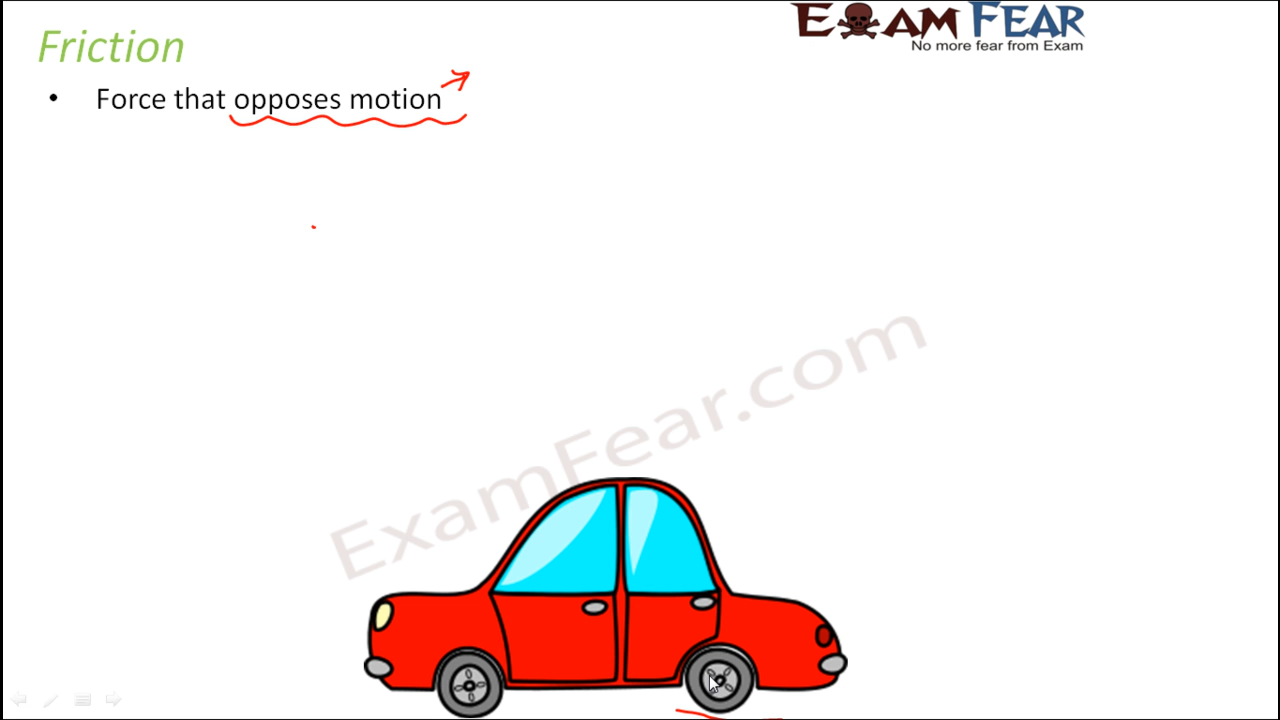 Friction
EXAM FEAR
No more fear from Exam
• Force that opposes motion
ExamFear.com